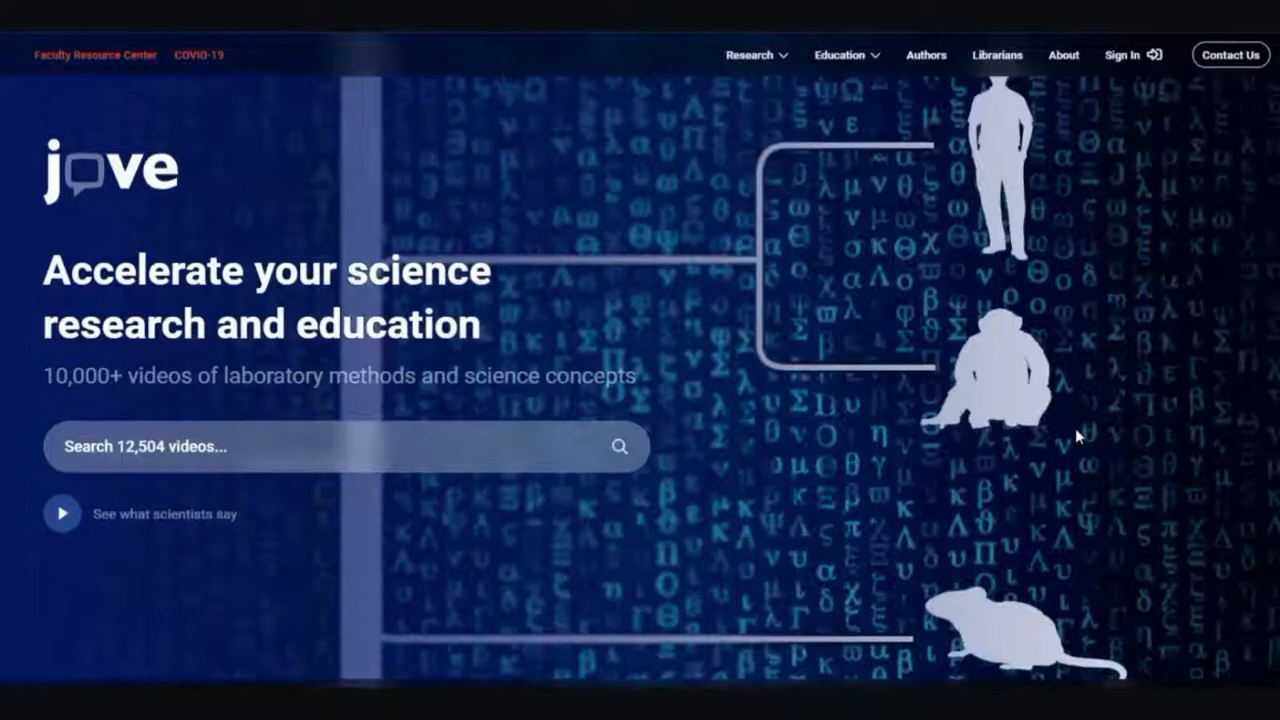 Faculty Resource Center COVID-19 Research Education Authors Librarians About Sign In Contact Us
jove
Accelerate your science
research and education
10,000+ videos of laboratory methods and science concepts
Search 12,504 videos...
See what scientists say